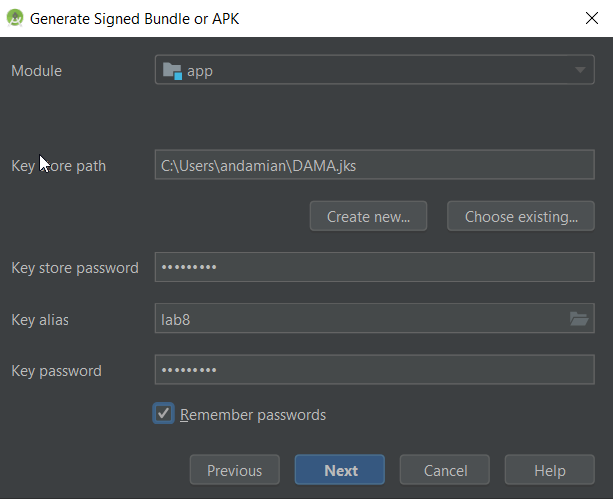 Generate Signed Bundle or APK
Module
app
Key store path
C:\Users\andamian\DAMA.jks
Create new...
Choose existing...
Key store password
•••••••••
Key alias
lab8
Key password
•••••••••
Remember passwords
Previous
Next
Cancel
Help